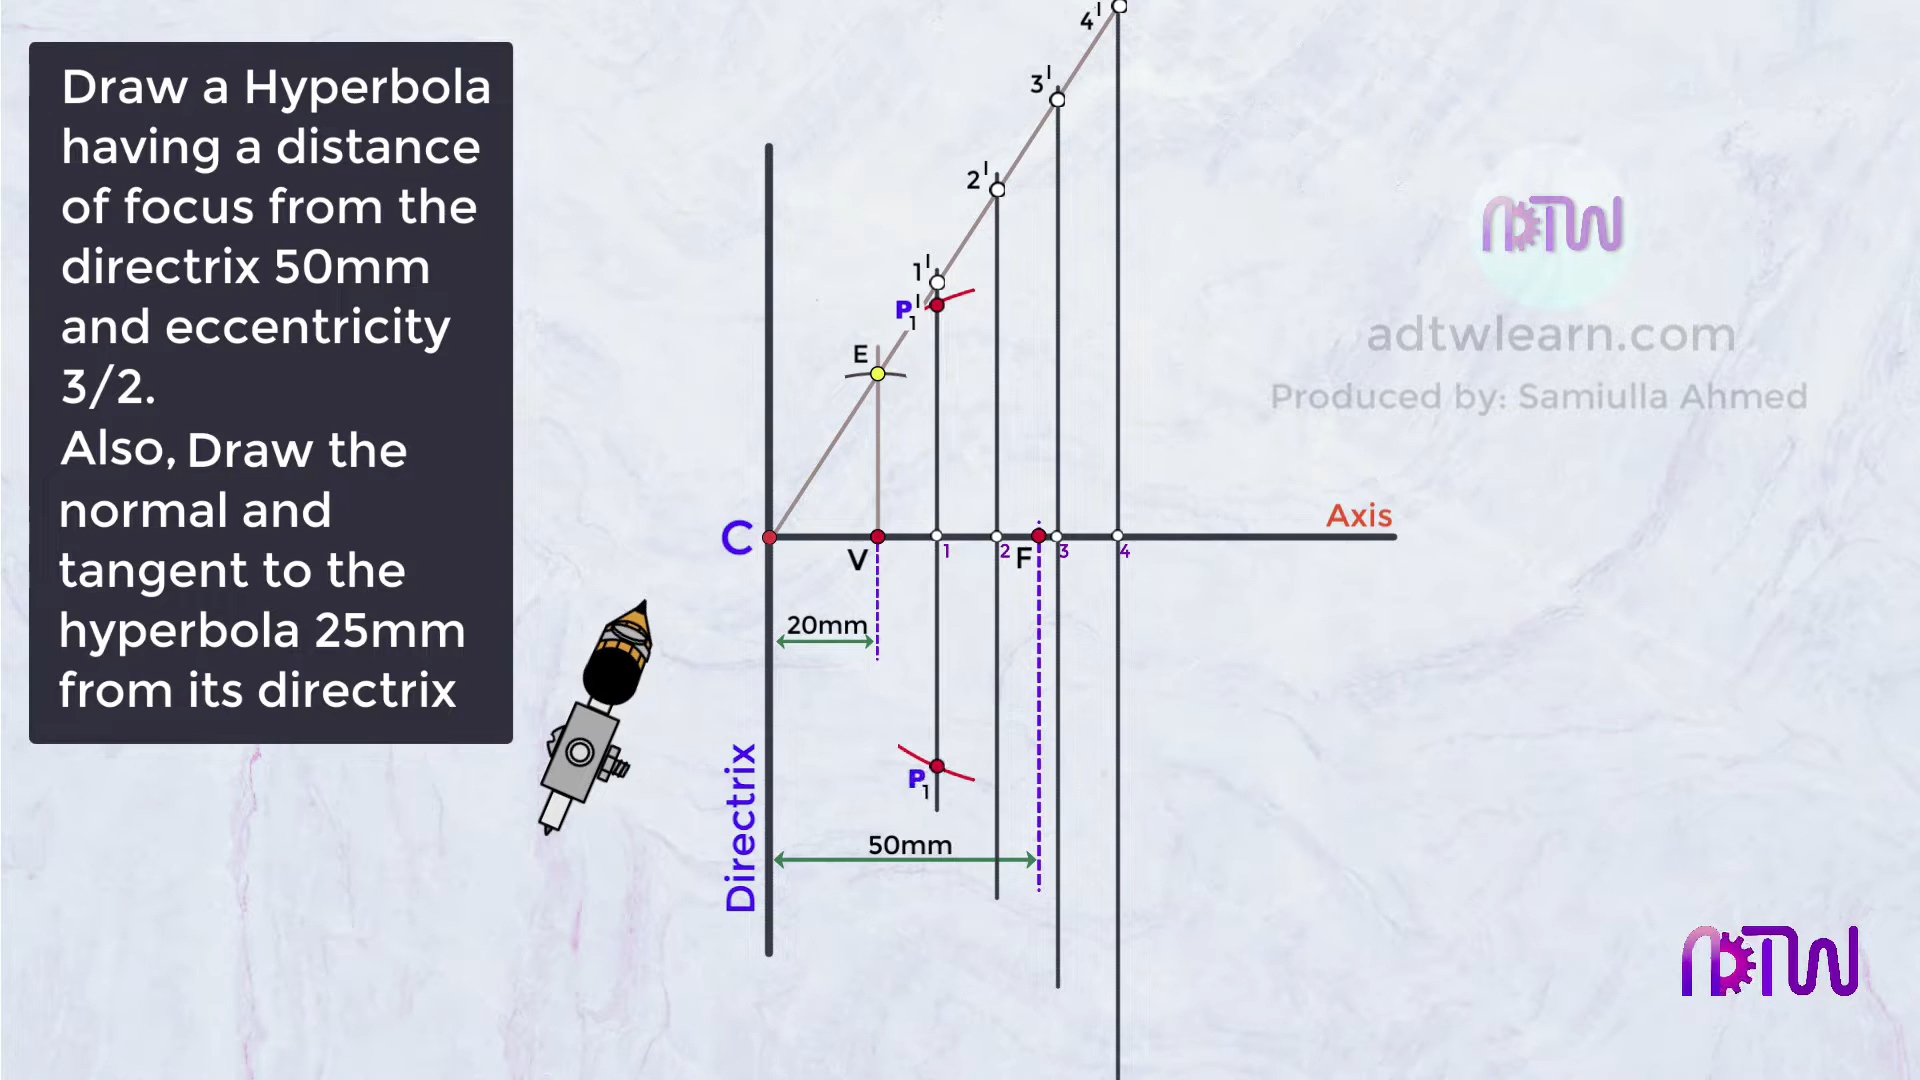 Draw a Hyperbola
having a distance
of focus from the
directrix 50mm
and eccentricity
3/2.
Also, Draw the
normal and
tangent to the
hyperbola 25mm
from its directrix
4'
3'
2'
1'
P1'
E
C
V
1
2
F
3
4
Axis
20mm
P1
50mm
Directrix
ADTW
adtwlearn.com
Produced by: Samiulla Ahmed
ADTW